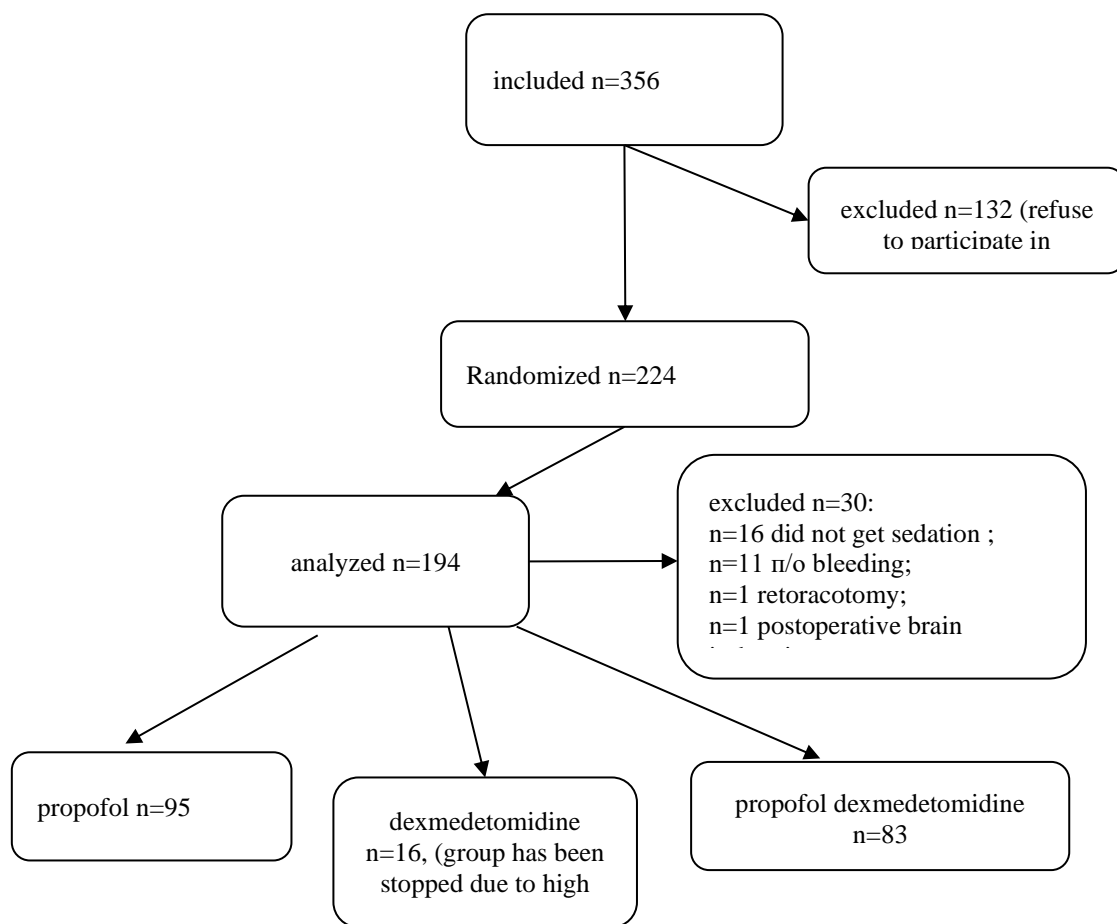 included n=356
excluded n=132 (refuse
to participate in
Randomized n=224
analyzed n=194
excluded n=30:
n=16 did not get sedation ;
n=11 п/о bleeding;
n=1 retoracotomy;
n=1 postoperative brain
propofol n=95
dexmedetomidine
n=16, (group has been
stopped due to high
propofol dexmedetomidine
n=83